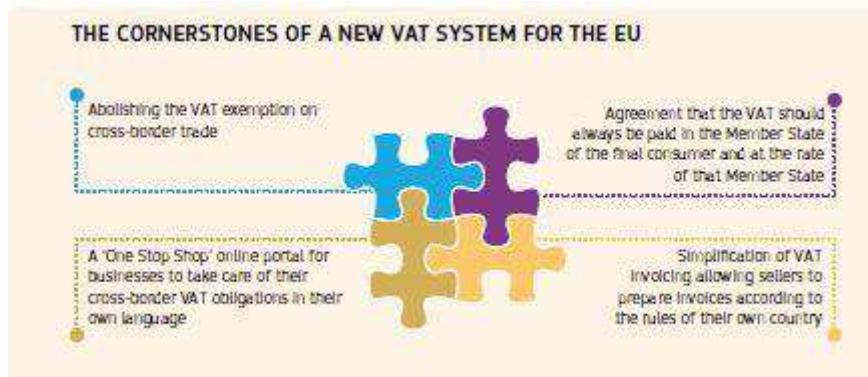 THE CORNERSTONES OF A NEW VAT SYSTEM FOR THE EU
Abolishing the VAT exemption on
cross-border trade
Agreement that the VAT should
always be paid in the Member State
of the final consumer and at the rate
of that Member State
A 'One Stop Shop' online portal for
businesses to take care of their
cross-border VAT obligations in their
own language
Simplification of VAT
invoicing allowing sellers to
prepare invoices according to
the rules of their own country